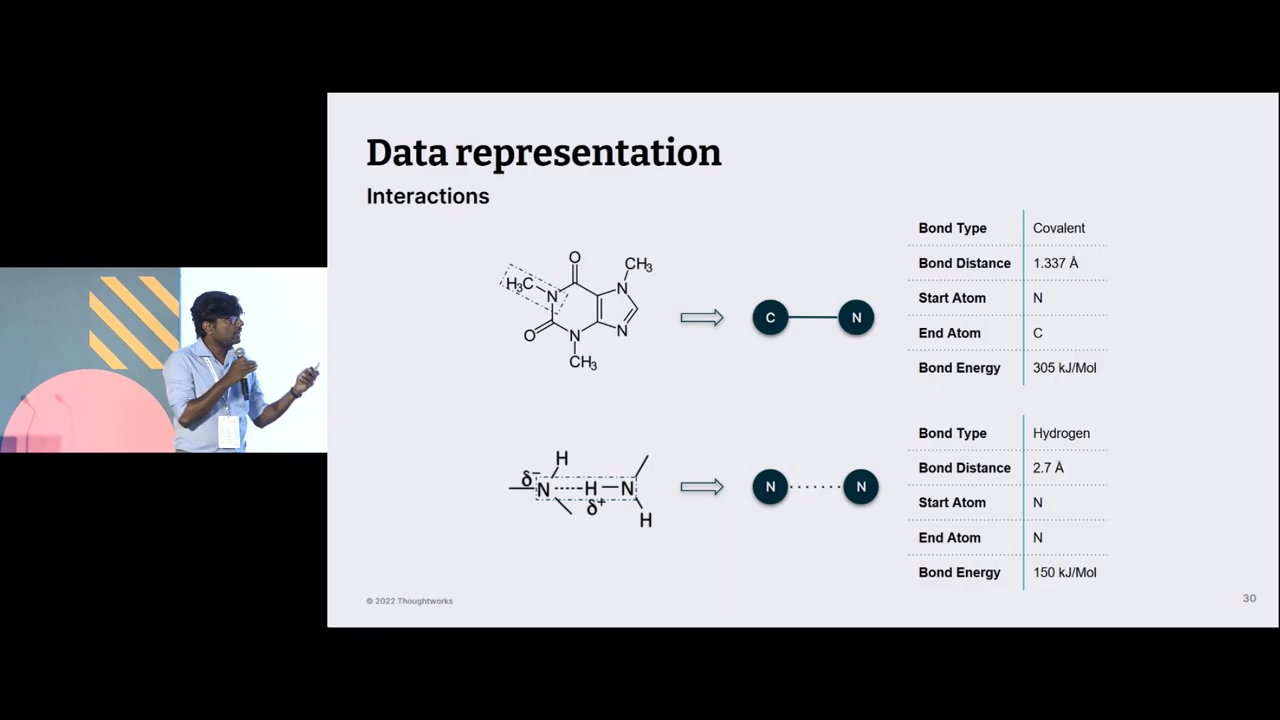 Data representation
Interactions
O
CH₃
H₃C
N
N
O
N
N
CH₃
C
N
Bond Type Covalent
Bond Distance 1.337 Å
Start Atom N
End Atom C
Bond Energy 305 kJ/Mol
H
δ⁻
N H N
δ⁺
H
N
N
Bond Type Hydrogen
Bond Distance 2.7 Å
Start Atom N
End Atom N
Bond Energy 150 kJ/Mol
© 2022 Thoughtworks
30